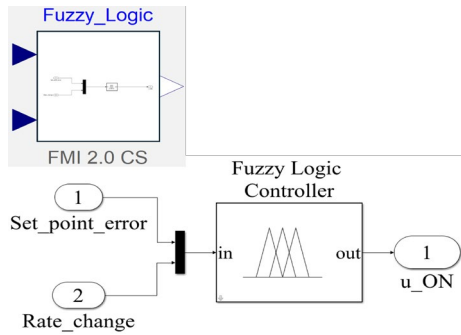 Fuzzy_Logic
FMI 2.0 CS
Fuzzy Logic
Controller
1
Set_point_error
in
out
1
u_ON
2
Rate_change